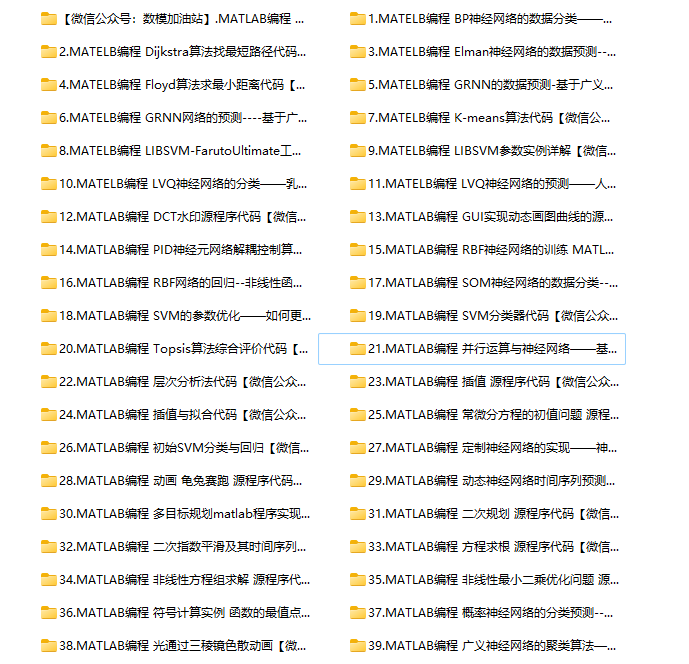 【微信公众号：数模加油站】.MATLAB编程 ...
1.MATELB编程 BP神经网络的数据分类——...
2.MATELB编程 Dijkstra算法找最短路径代码...
3.MATELB编程 Elman神经网络的数据预测--...
4.MATELB编程 Floyd算法求最小距离代码【...
5.MATELB编程 GRNN的数据预测-基于广义...
6.MATELB编程 GRNN网络的预测----基于广...
7.MATELB编程 K-means算法代码【微信公...
8.MATELB编程 LIBSVM-FarutoUltimate工...
9.MATELB编程 LIBSVM参数实例详解【微信...
10.MATELB编程 LVQ神经网络的分类——乳...
11.MATELB编程 LVQ神经网络的预测——人...
12.MATLAB编程 DCT水印源程序代码【微信...
13.MATLAB编程 GUI实现动态画图曲线的源...
14.MATLAB编程 PID神经元网络解耦控制算...
15.MATLAB编程 RBF神经网络的训练 MATL...
16.MATLAB编程 RBF网络的回归--非线性函...
17.MATLAB编程 SOM神经网络的数据分类--...
18.MATLAB编程 SVM的参数优化——如何更...
19.MATLAB编程 SVM分类器代码【微信公众...
20.MATLAB编程 Topsis算法综合评价代码【...
21.MATLAB编程 并行运算与神经网络——基...
22.MATLAB编程 层次分析法代码【微信公众...
23.MATLAB编程 插值 源程序代码【微信公众...
24.MATLAB编程 插值与拟合代码【微信公众...
25.MATLAB编程 常微分方程的初值问题 源程...
26.MATLAB编程 初始SVM分类与回归【微信...
27.MATLAB编程 定制神经网络的实现——神...
28.MATLAB编程 动画 龟兔赛跑 源程序代码...
29.MATLAB编程 动态神经网络时间序列预测...
30.MATLAB编程 多目标规划matlab程序实现...
31.MATLAB编程 二次规划 源程序代码【微信...
32.MATLAB编程 二次指数平滑及其时间序列...
33.MATLAB编程 方程求根 源程序代码【微信...
34.MATLAB编程 非线性方程组求解 源程序代...
35.MATLAB编程 非线性最小二乘优化问题 源...
36.MATLAB编程 符号计算实例 函数的最值点...
37.MATLAB编程 概率神经网络的分类预测--...
38.MATLAB编程 光通过三棱镜色散动画【微...
39.MATLAB编程 广义神经网络的聚类算法—...